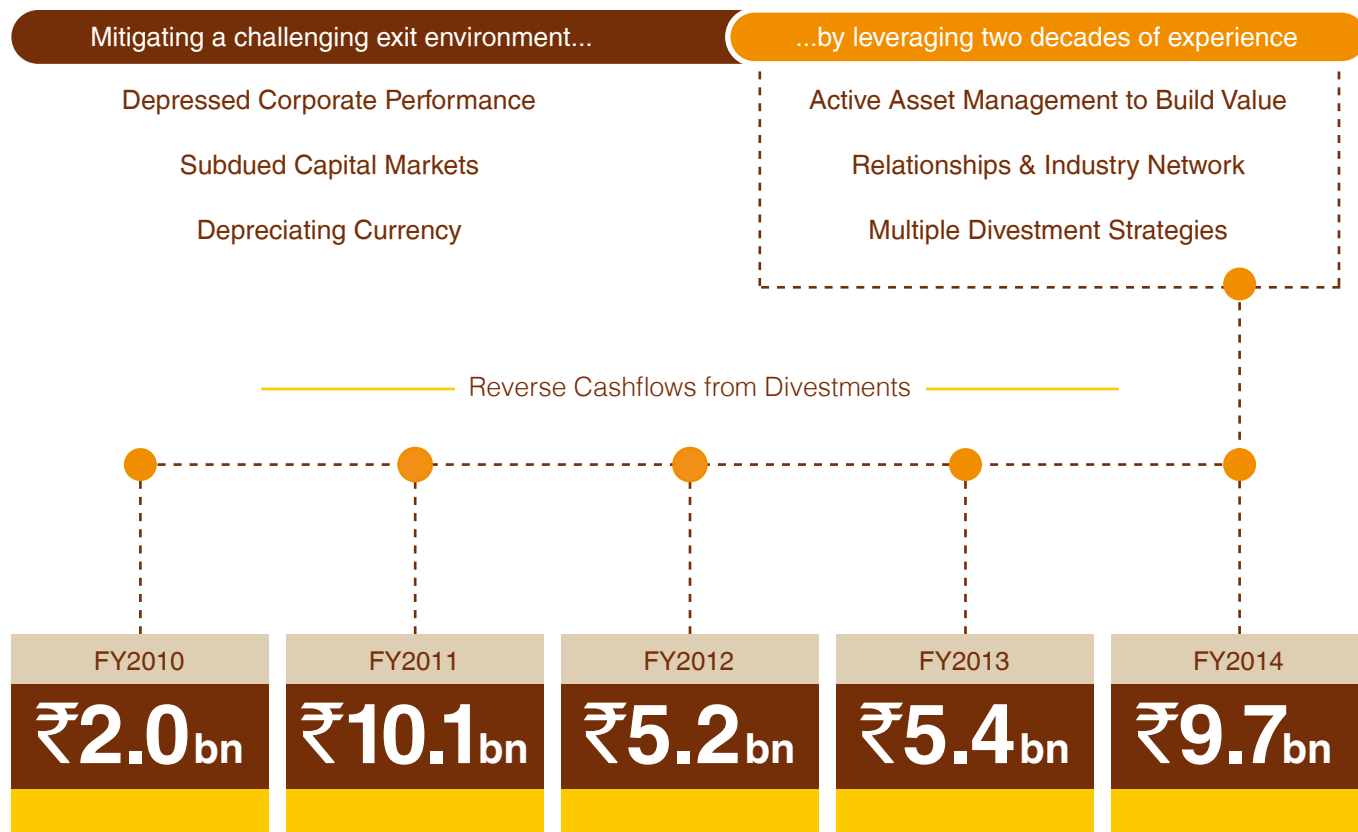 Mitigating a challenging exit environment...
...by leveraging two decades of experience
Depressed Corporate Performance
Subdued Capital Markets
Depreciating Currency
Active Asset Management to Build Value
Relationships & Industry Network
Multiple Divestment Strategies
Reverse Cashflows from Divestments
FY2010
₹2.0bn
FY2011
₹10.1bn
FY2012
₹5.2bn
FY2013
₹5.4bn
FY2014
₹9.7bn